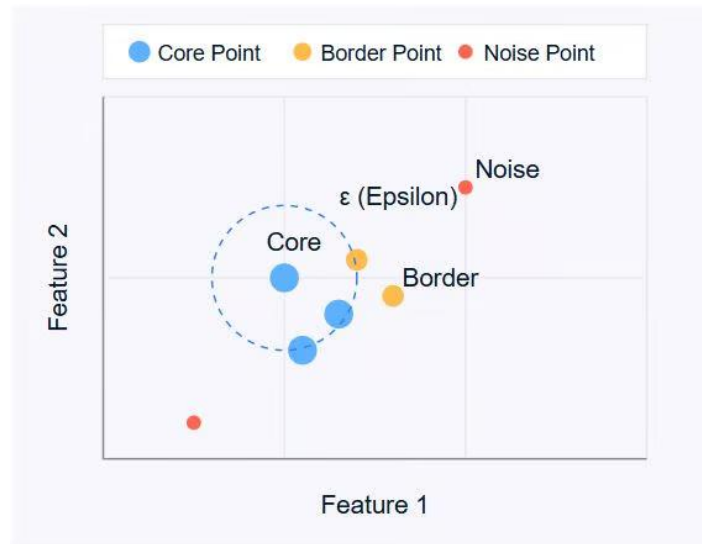 Core Point Border Point Noise Point
Noise
ε (Epsilon)
Core
Border
Feature 2
Feature 1